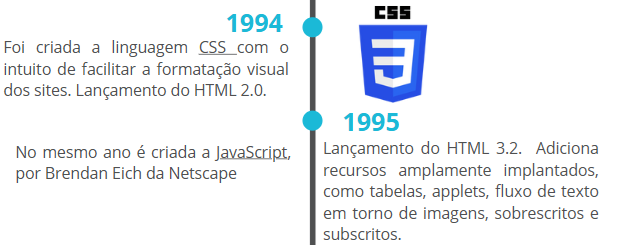 1994
Foi criada a linguagem CSS com o
intuito de facilitar a formatação visual
dos sites. Lançamento do HTML 2.0.
CSS
3
1995
Lançamento do HTML 3.2. Adiciona
recursos amplamente implantados,
como tabelas, applets, fluxo de texto
em torno de imagens, sobrescritos e
subscritos.
No mesmo ano é criada a JavaScript,
por Brendan Eich da Netscape